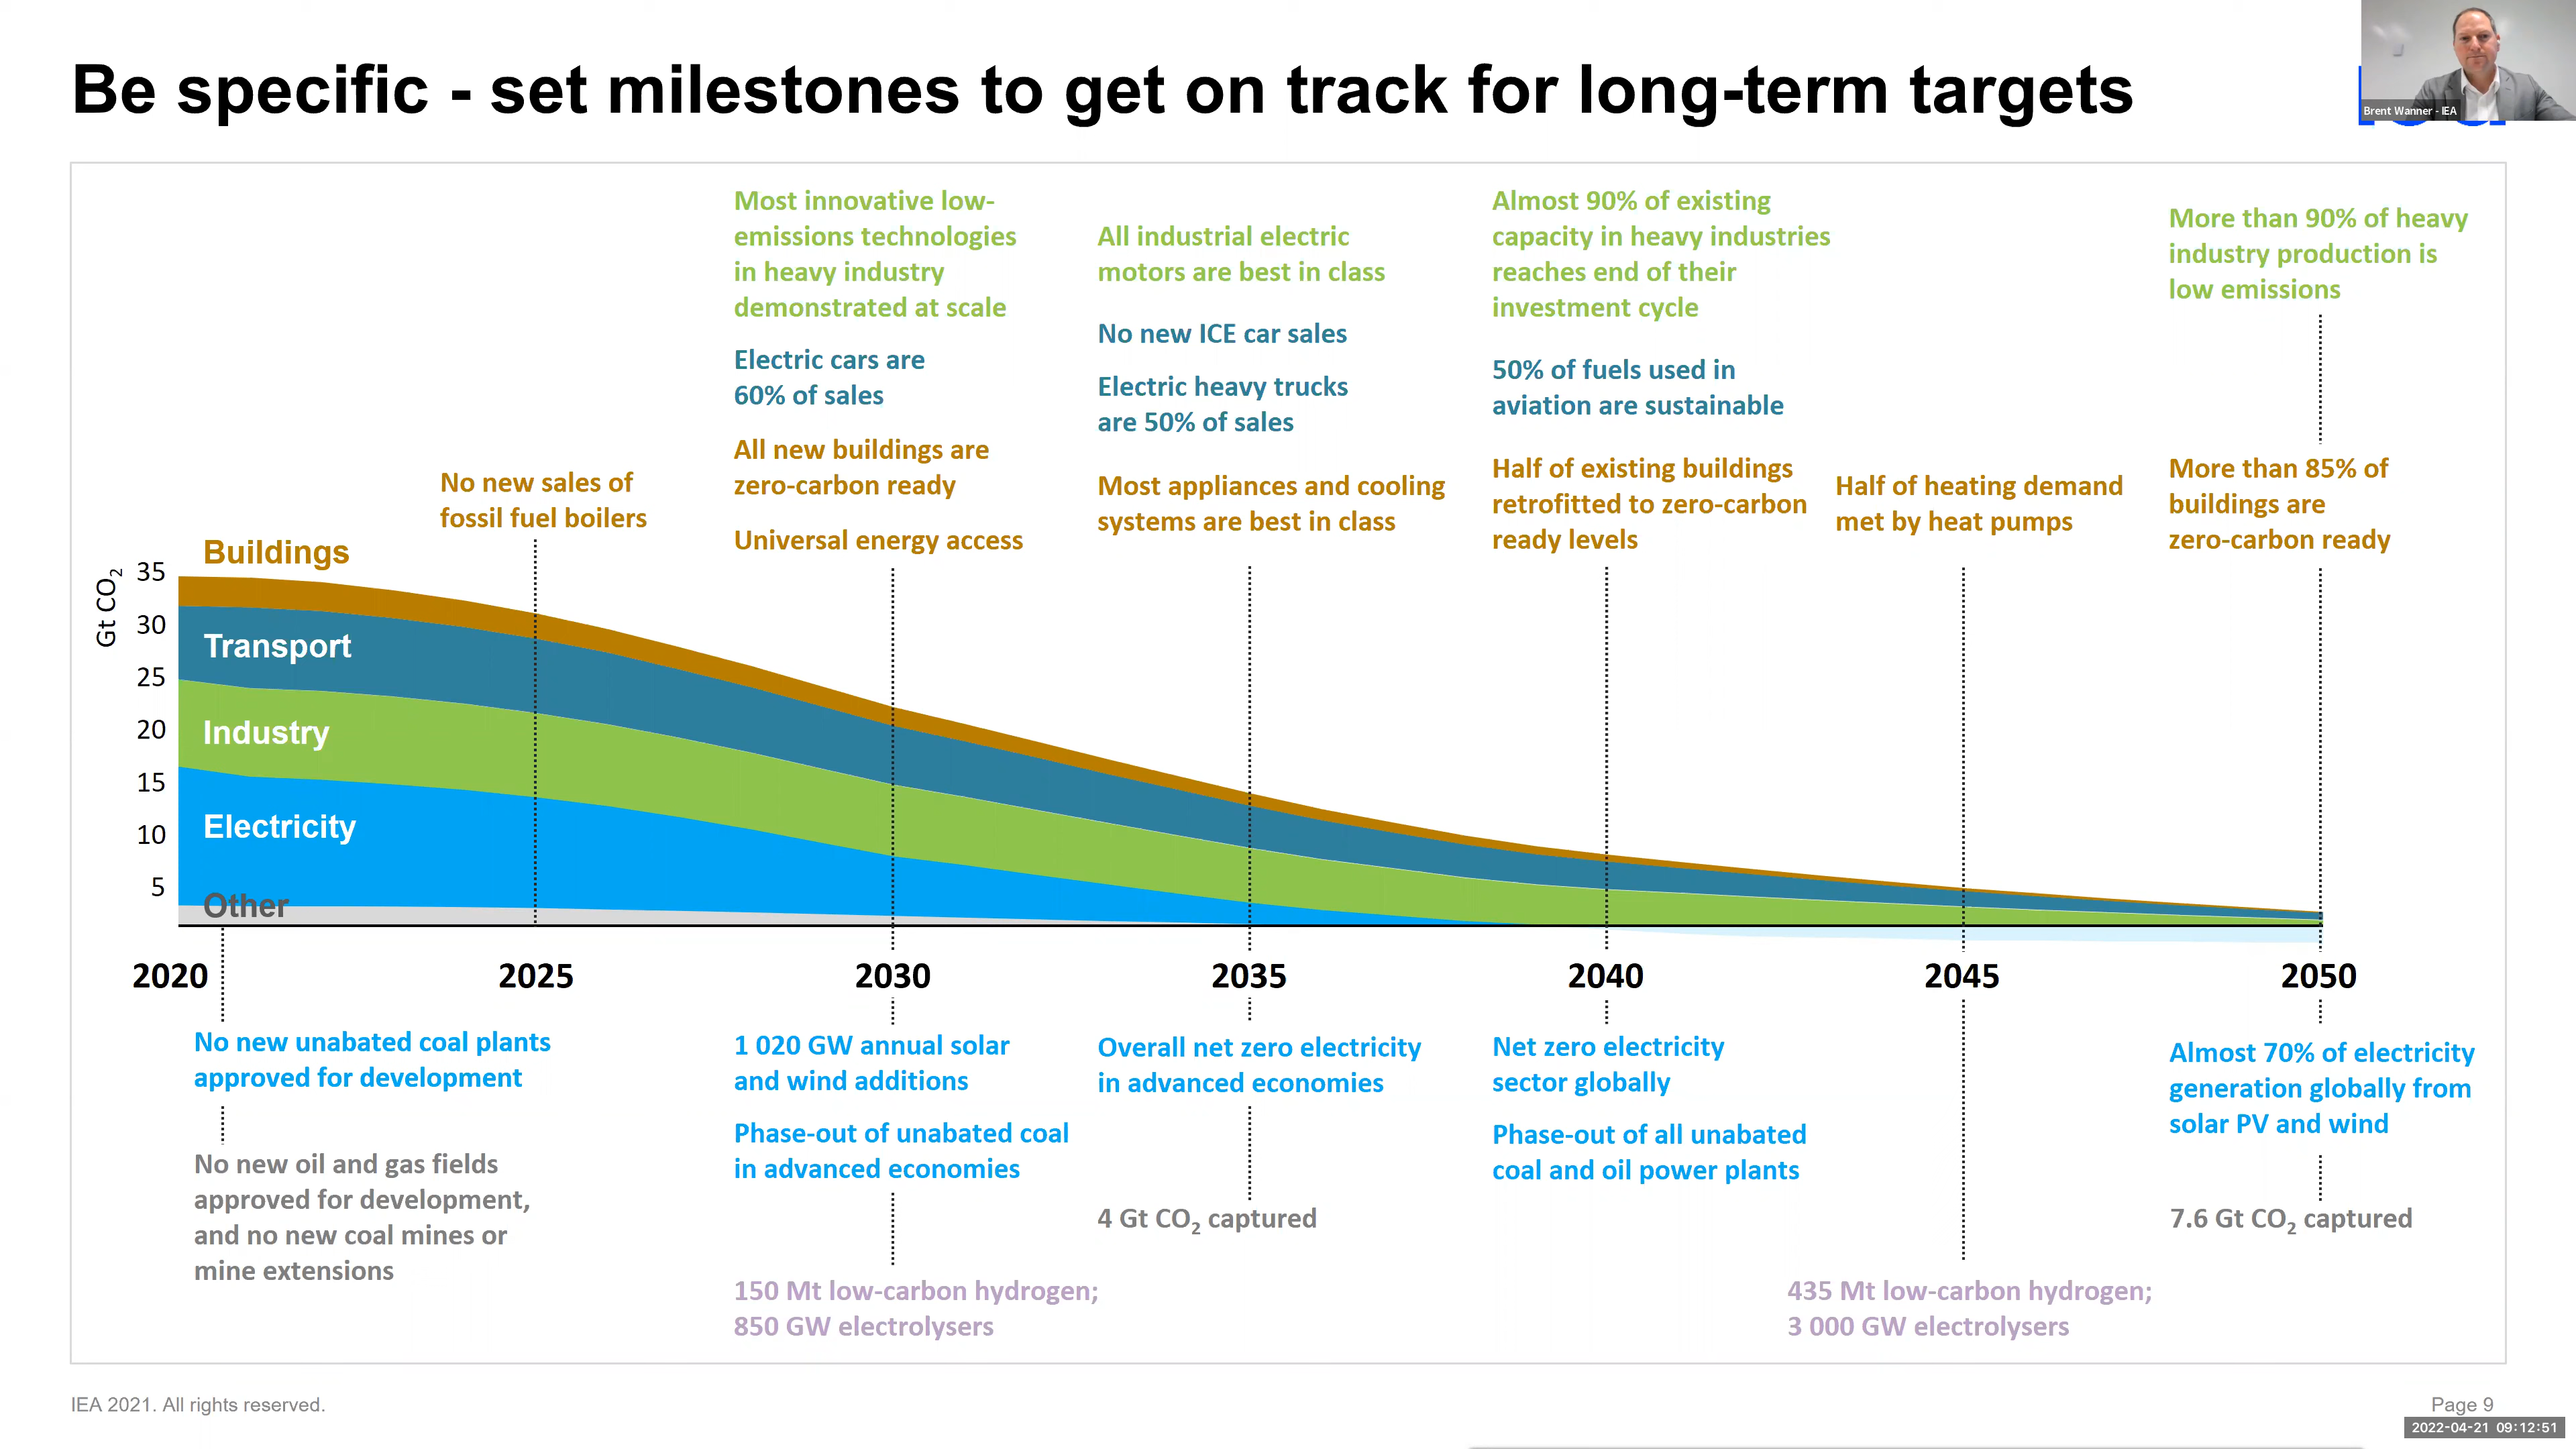 Be specific - set milestones to get on track for long-term targets
Brent Wanner - IEA
Most innovative low-
emissions technologies
in heavy industry
demonstrated at scale
Electric cars are
60% of sales
All new buildings are
zero-carbon ready
Universal energy access
All industrial electric
motors are best in class
No new ICE car sales
Electric heavy trucks
are 50% of sales
Most appliances and cooling
systems are best in class
Almost 90% of existing
capacity in heavy industries
reaches end of their
investment cycle
50% of fuels used in
aviation are sustainable
Half of existing buildings
retrofitted to zero-carbon
ready levels
Half of heating demand
met by heat pumps
More than 90% of heavy
industry production is
low emissions
More than 85% of
buildings are
zero-carbon ready
No new sales of
fossil fuel boilers
Gt CO2
35
30
25
20
15
10
5
Buildings
Transport
Industry
Electricity
Other
2020
2025
2030
2035
2040
2045
2050
No new unabated coal plants
approved for development
No new oil and gas fields
approved for development,
and no new coal mines or
mine extensions
1 020 GW annual solar
and wind additions
Phase-out of unabated coal
in advanced economies
150 Mt low-carbon hydrogen;
850 GW electrolysers
Overall net zero electricity
in advanced economies
4 Gt CO2 captured
Net zero electricity
sector globally
Phase-out of all unabated
coal and oil power plants
435 Mt low-carbon hydrogen;
3 000 GW electrolysers
Almost 70% of electricity
generation globally from
solar PV and wind
7.6 Gt CO2 captured
IEA 2021. All rights reserved.
Page 9
2022-04-21 09:12:51